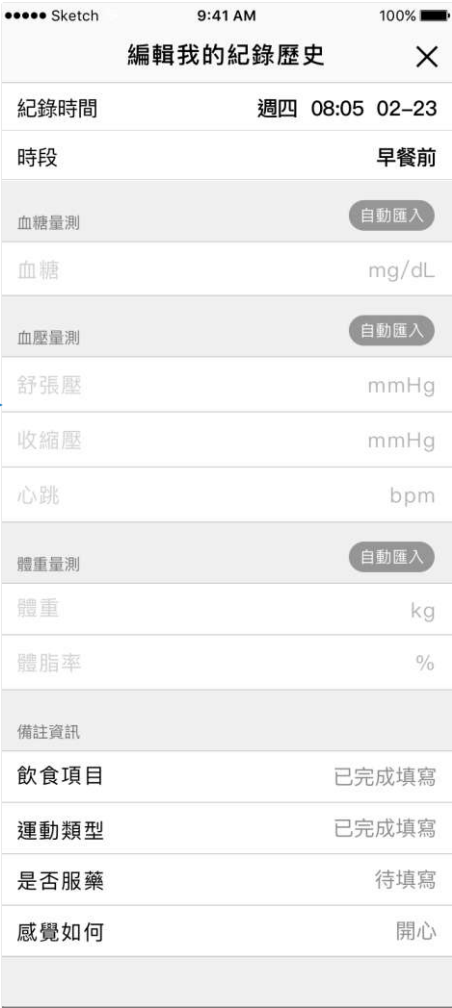 ●●●●● Sketch 9:41 AM 100%
編輯我的紀錄歷史 ✕
紀錄時間 週四 08:05 02–23
時段 早餐前
血糖量測 自動匯入
血糖 mg/dL
血壓量測 自動匯入
舒張壓 mmHg
收縮壓 mmHg
心跳 bpm
體重量測 自動匯入
體重 kg
體脂率 %
備註資訊
飲食項目 已完成填寫
運動類型 已完成填寫
是否服藥 待填寫
感覺如何 開心